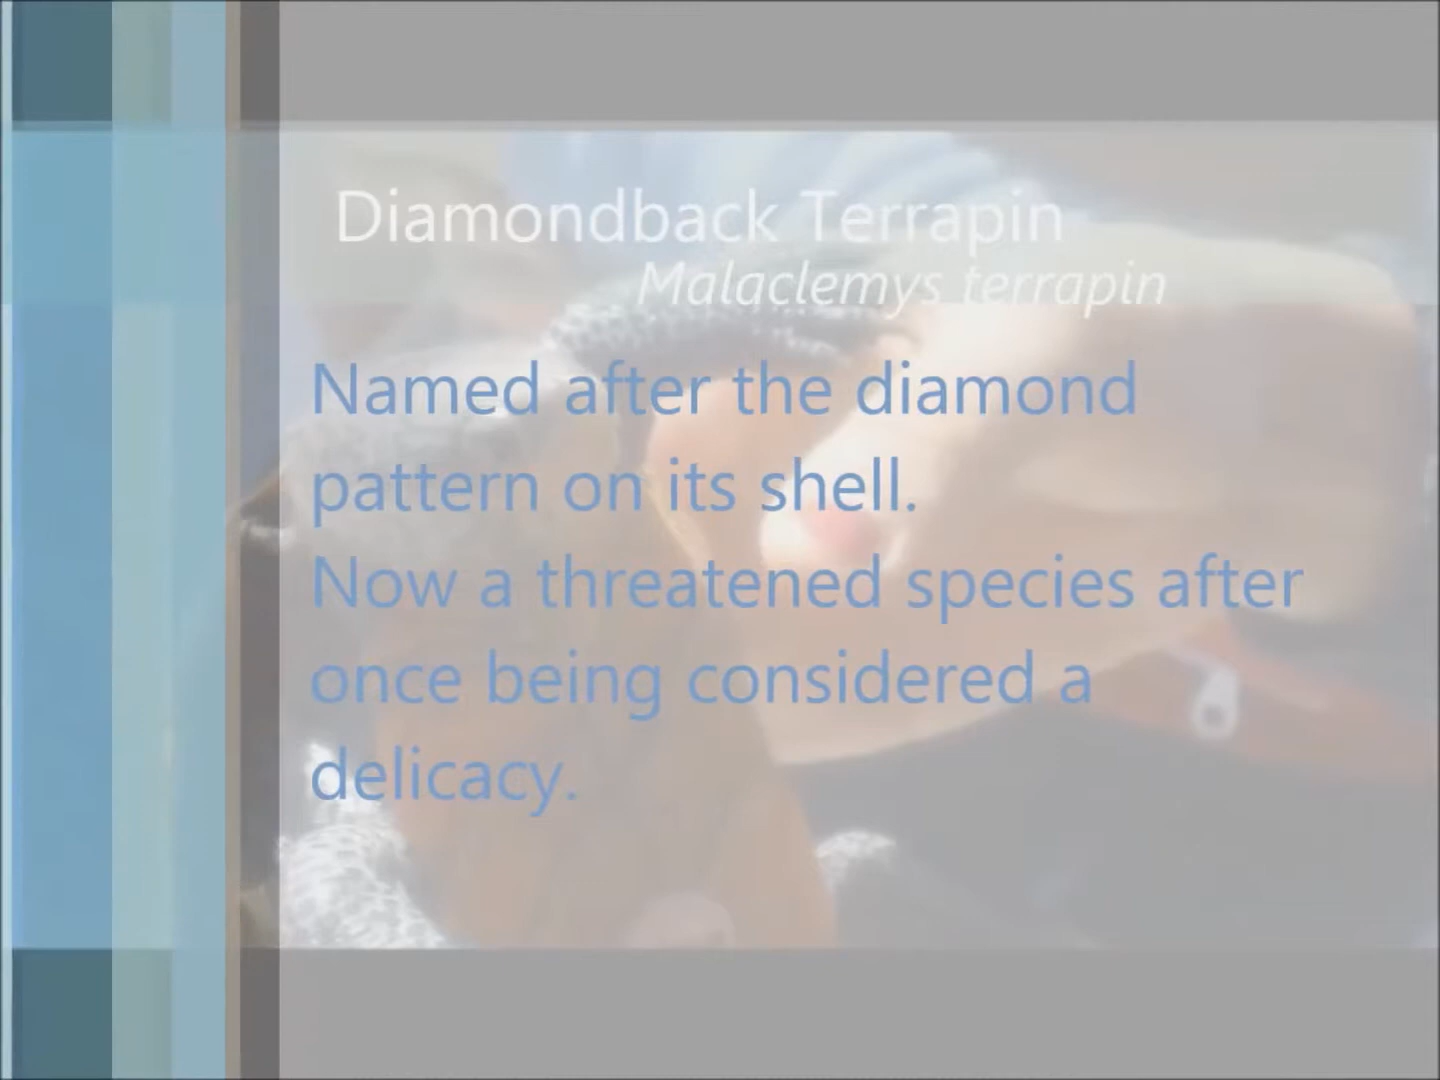 Diamondback Terrapin
Malaclemys terrapin
Named after the diamond
pattern on its shell.
Now a threatened species after
once being considered a
delicacy.